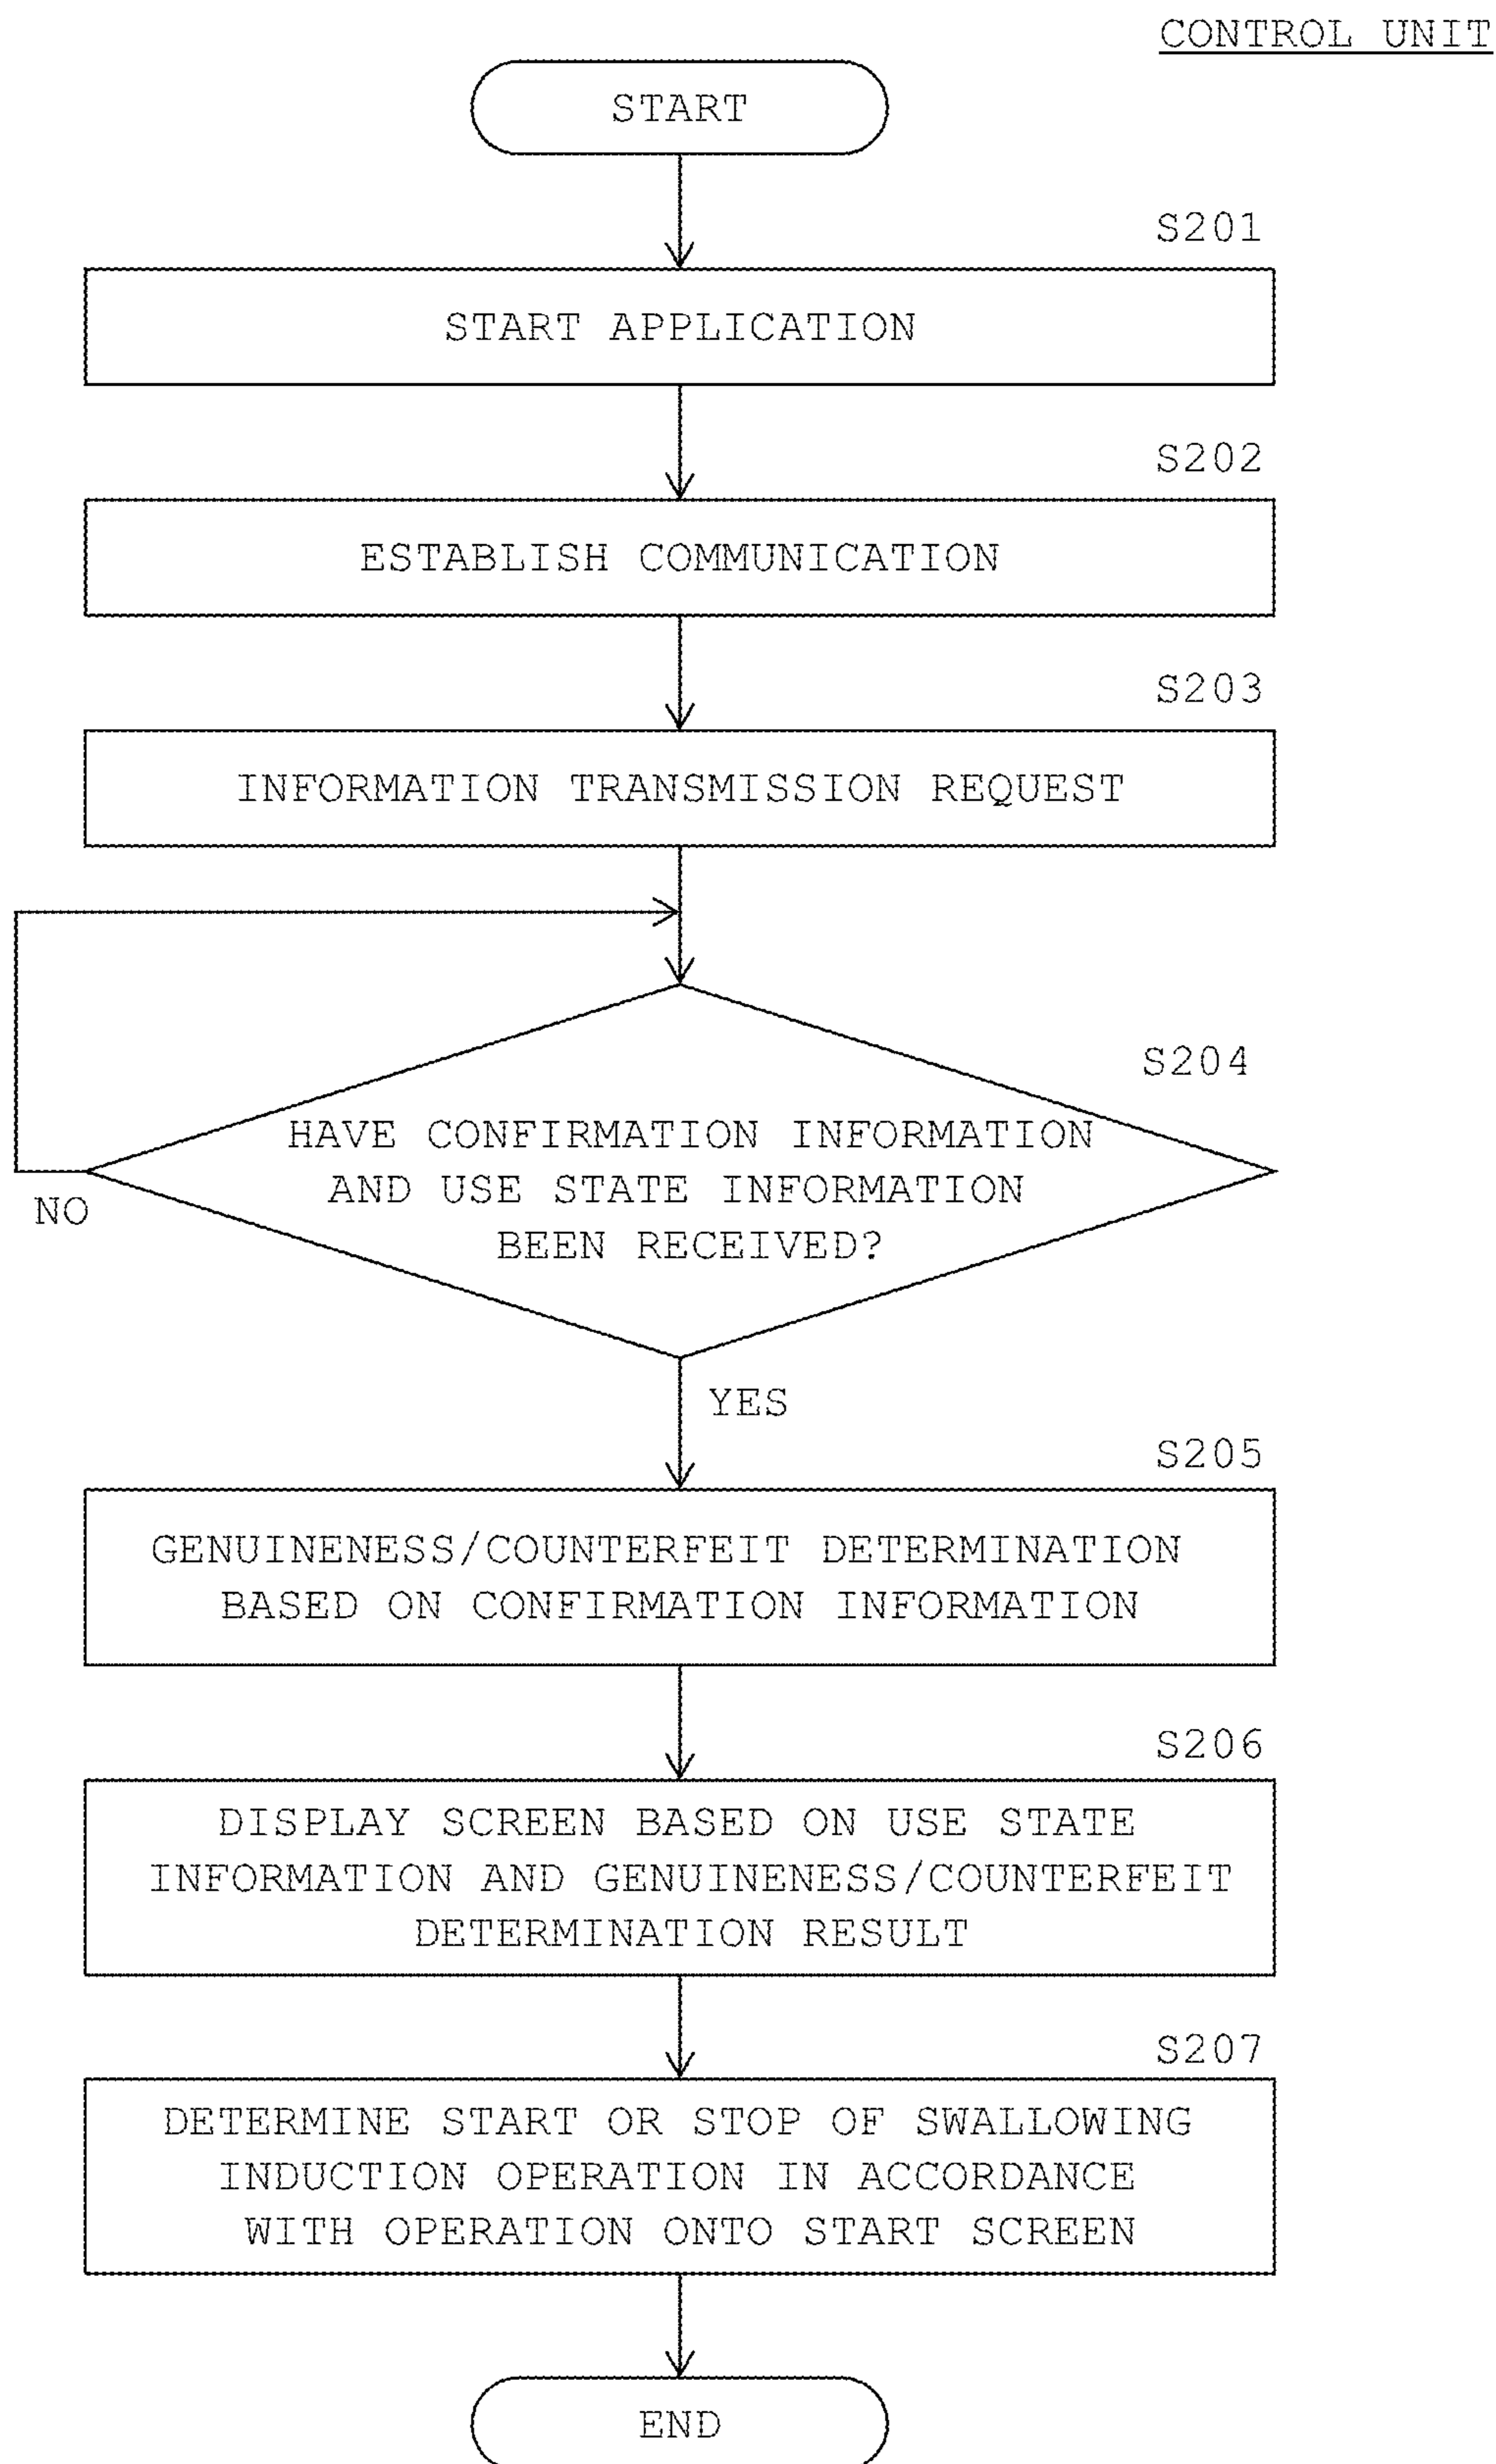 CONTROL UNIT
START
S201
START APPLICATION
S202
ESTABLISH COMMUNICATION
S203
INFORMATION TRANSMISSION REQUEST
S204
HAVE CONFIRMATION INFORMATION
AND USE STATE INFORMATION
BEEN RECEIVED?
NO
YES
S205
GENUINENESS/COUNTERFEIT DETERMINATION
BASED ON CONFIRMATION INFORMATION
S206
DISPLAY SCREEN BASED ON USE STATE
INFORMATION AND GENUINENESS/COUNTERFEIT
DETERMINATION RESULT
S207
DETERMINE START OR STOP OF SWALLOWING
INDUCTION OPERATION IN ACCORDANCE
WITH OPERATION ONTO START SCREEN
END